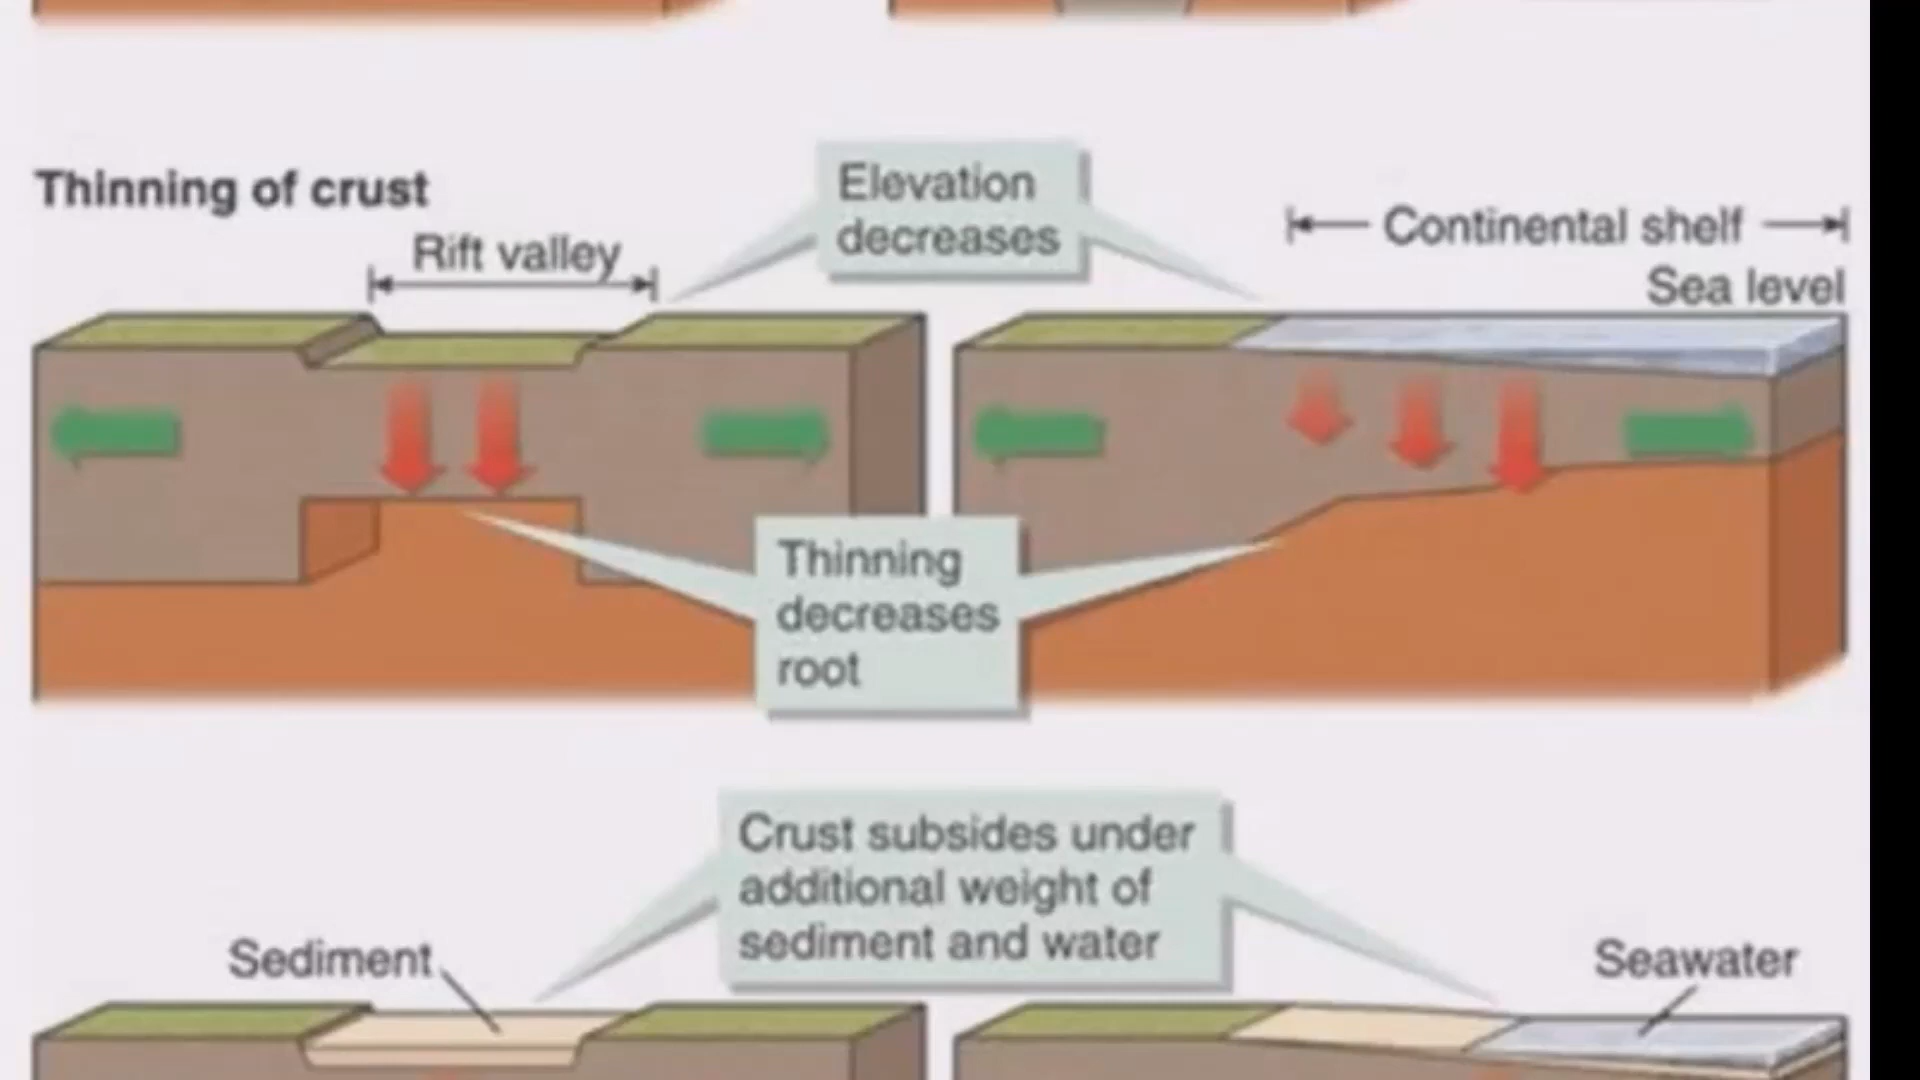 Thinning of crust
Rift valley
Elevation
decreases
Continental shelf
Sea level
Thinning
decreases
root
Crust subsides under
additional weight of
sediment and water
Sediment
Seawater